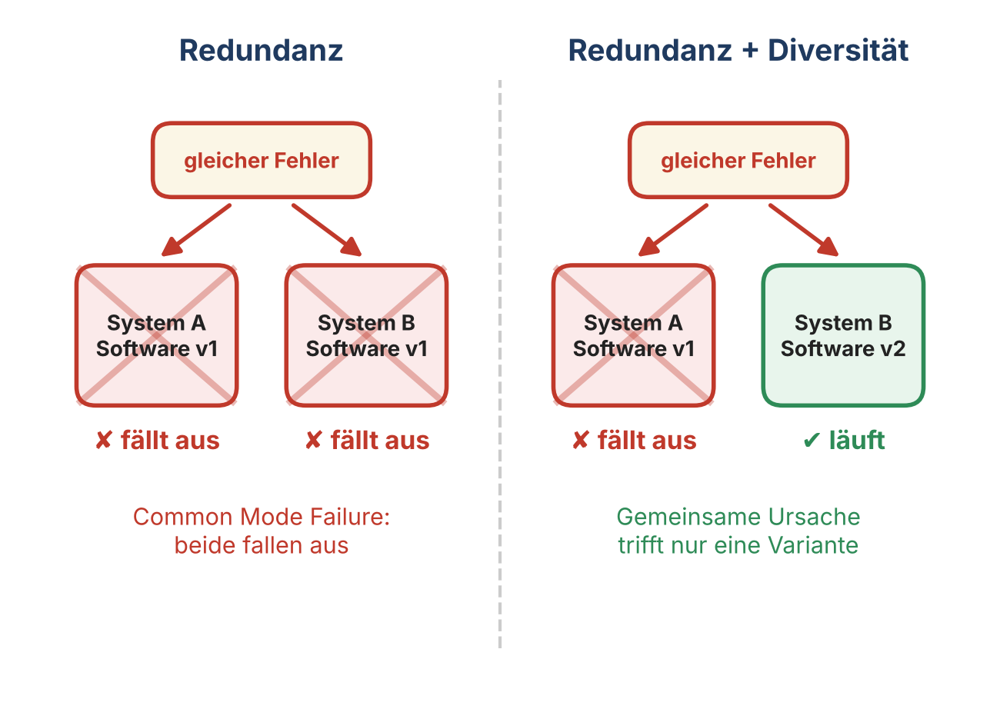 Redundanz
gleicher Fehler
System A
Software v1
System B
Software v1
✘ fällt aus
✘ fällt aus
Common Mode Failure:
beide fallen aus
Redundanz + Diversität
gleicher Fehler
System A
Software v1
System B
Software v2
✘ fällt aus
✔ läuft
Gemeinsame Ursache
trifft nur eine Variante